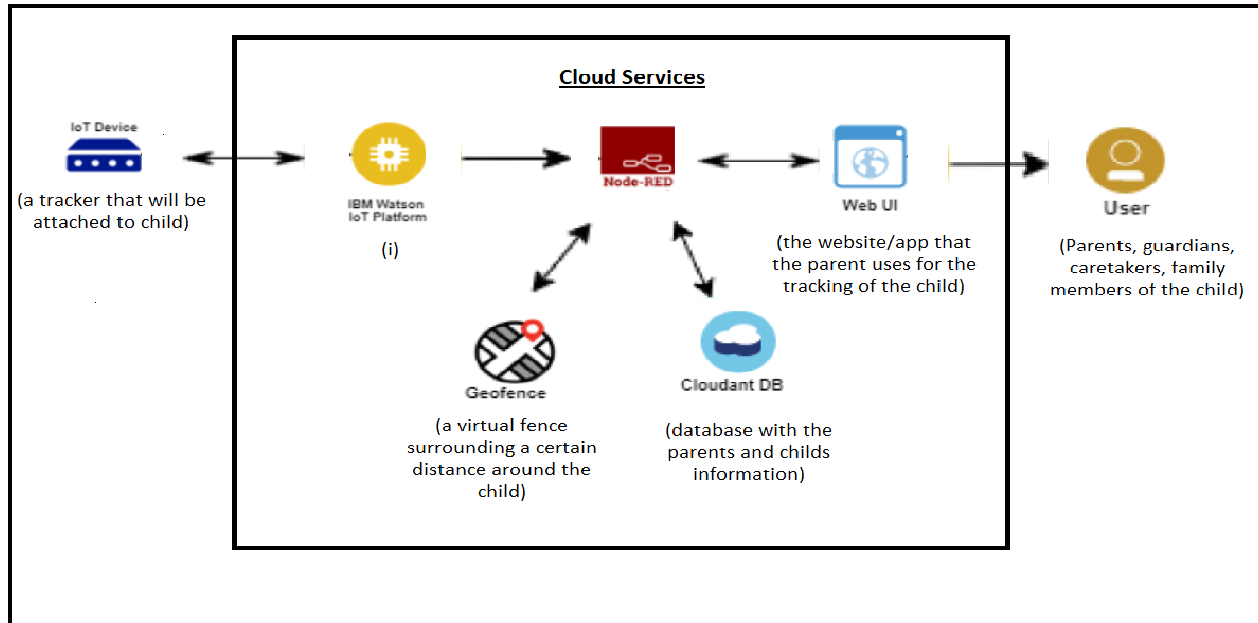 Cloud Services
IoT Device
(a tracker that will be
attached to child)
IBM Watson
IoT Platform
(i)
Node-RED
Web UI
(the website/app that
the parent uses for the
tracking of the child)
User
(Parents, guardians,
caretakers, family
members of the child)
Geofence
(a virtual fence
surrounding a certain
distance around the
child)
Cloudant DB
(database with the
parents and childs
information)